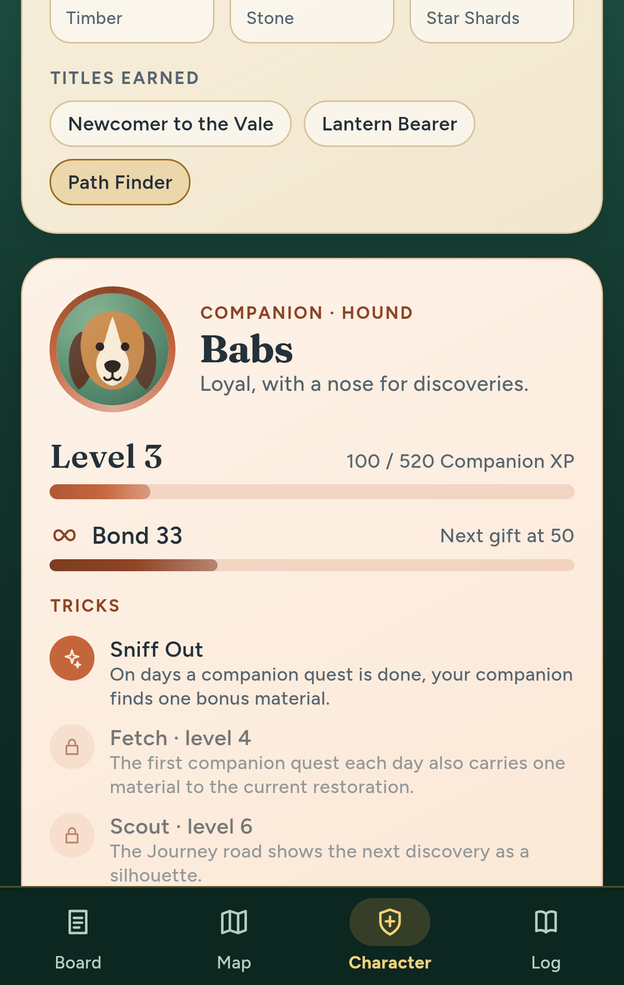 Timber
Stone
Star Shards
TITLES EARNED
Newcomer to the Vale
Lantern Bearer
Path Finder
COMPANION · HOUND
Babs
Loyal, with a nose for discoveries.
Level 3
100 / 520 Companion XP
Bond 33
Next gift at 50
TRICKS
Sniff Out
On days a companion quest is done, your companion
finds one bonus material.
Fetch · level 4
The first companion quest each day also carries one
material to the current restoration.
Scout · level 6
The Journey road shows the next discovery as a
silhouette.
Board
Map
Character
Log